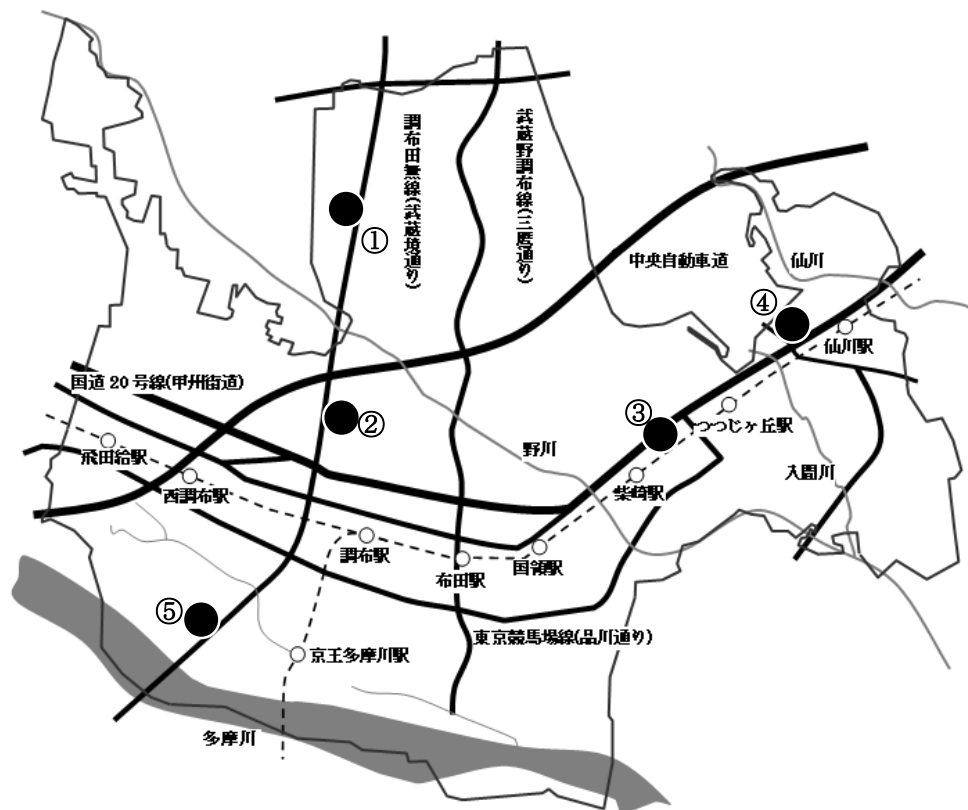 調布田無線(武蔵境通り)
武蔵野調布線(三鷹通り)
①
中央自動車道
仙川
④
仙川駅
国道20号線(甲州街道)
②
③
つつじヶ丘駅
野川
飛田給駅
西調布駅
柴崎駅
入間川
調布駅
布田駅
国領駅
⑤
東京競馬場線(品川通り)
京王多摩川駅
多摩川